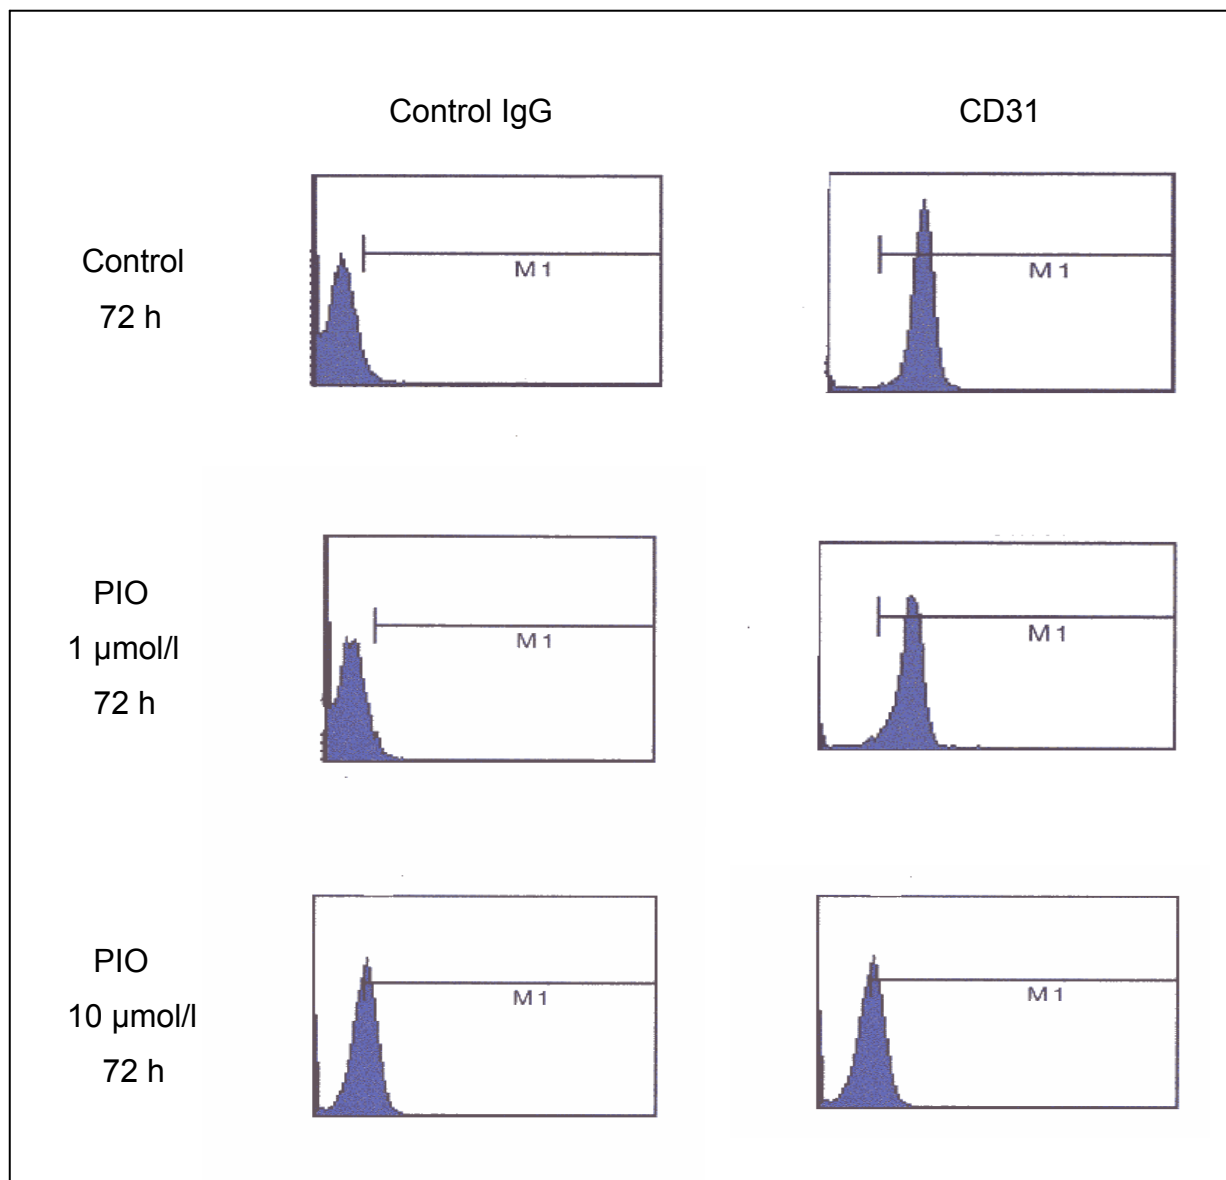 Control IgG CD31
Control
72 h
M1 M1
PIO
1 µmol/l
72 h
M1 M1
PIO
10 µmol/l
72 h
M1 M1